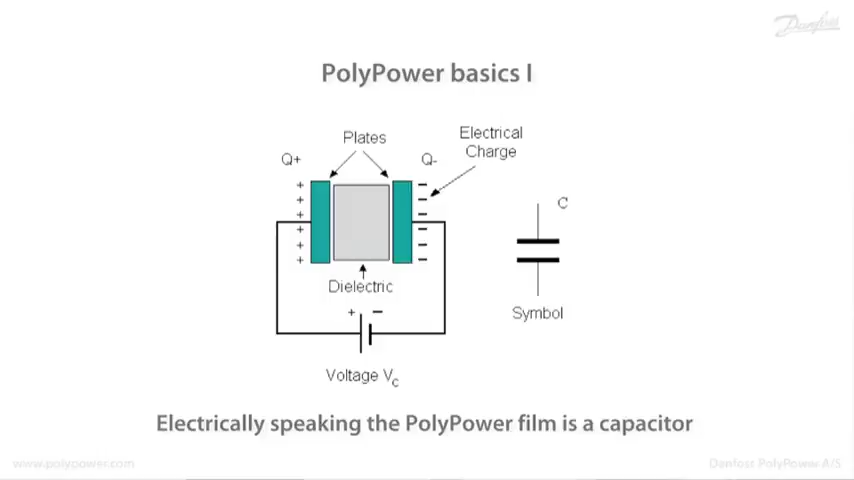 Danfoss
PolyPower basics I
Plates
Electrical
Charge
Q+
Q-
+
+
+
+
+
+
−
−
−
−
−
−
C
Dielectric
Symbol
+ −
Voltage Vc
Electrically speaking the PolyPower film is a capacitor
www.polypower.com
Danfoss PolyPower A/S